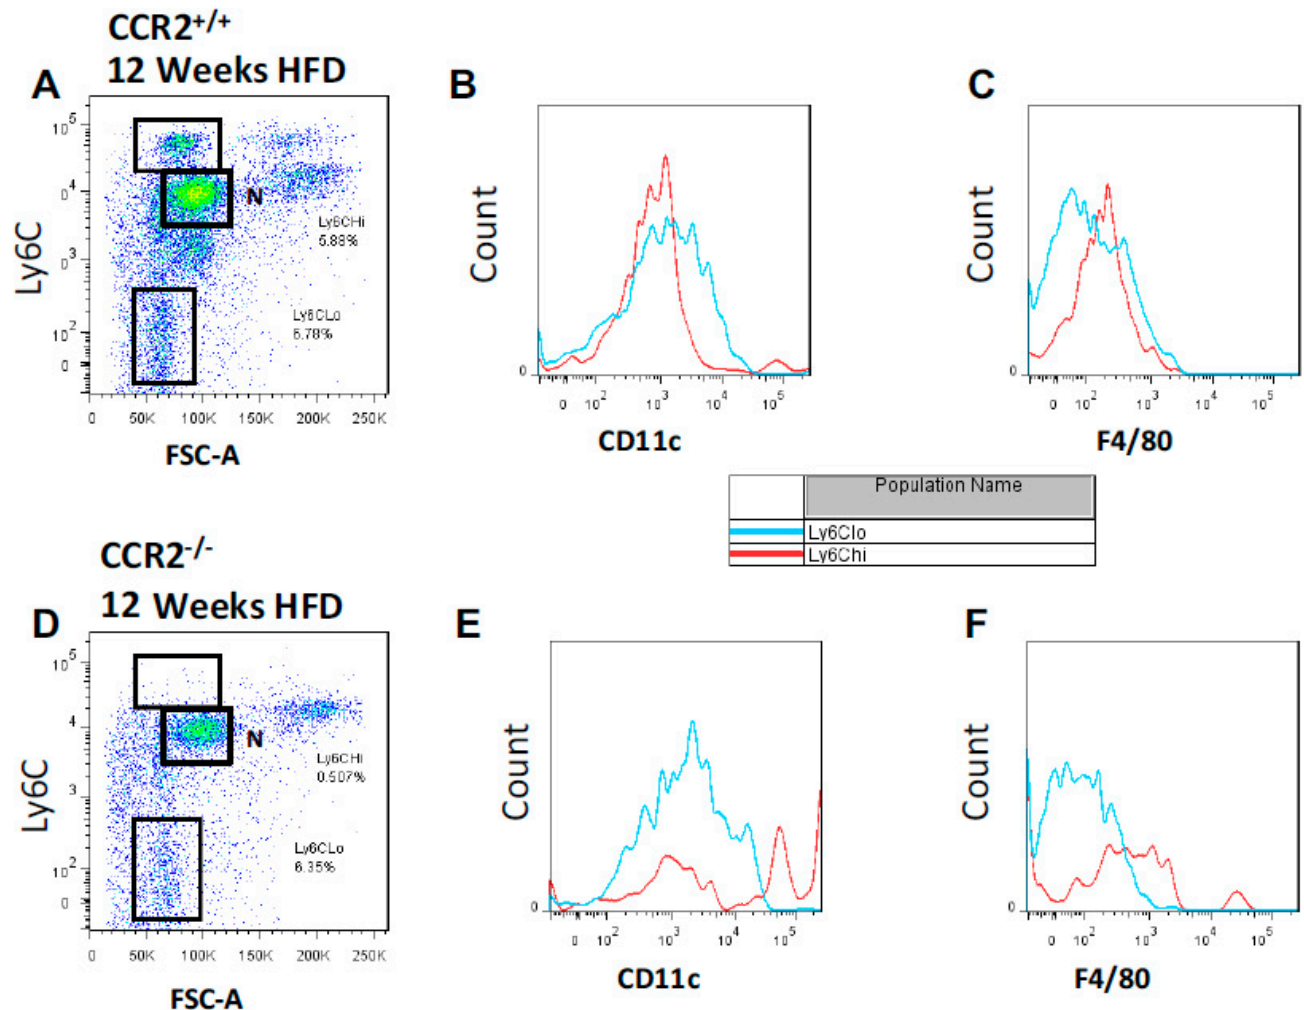 CCR2+/+
12 Weeks HFD
A
B
C
10^5
0^4
0^3
10^2
0
Ly6C
N
Ly6CHi
5.88%
Ly6CLo
6.78%
0 50K 100K 150K 200K 250K
FSC-A
Count
0
0 10^2 10^3 10^4 10^5
CD11c
Count
0
0 10^2 10^3 10^4 10^5
F4/80
Population Name
Ly6Clo
Ly6Chi
CCR2-/-
12 Weeks HFD
D
E
F
10^5
4
3
10^2
0
Ly6C
N
Ly6CHi
0.507%
Ly6CLo
6.35%
0 50K 100K 150K 200K 250K
FSC-A
Count
0
0 10^2 10^3 10^4 10^5
CD11c
Count
0
0 10^2 10^3 10^4 10^5
F4/80